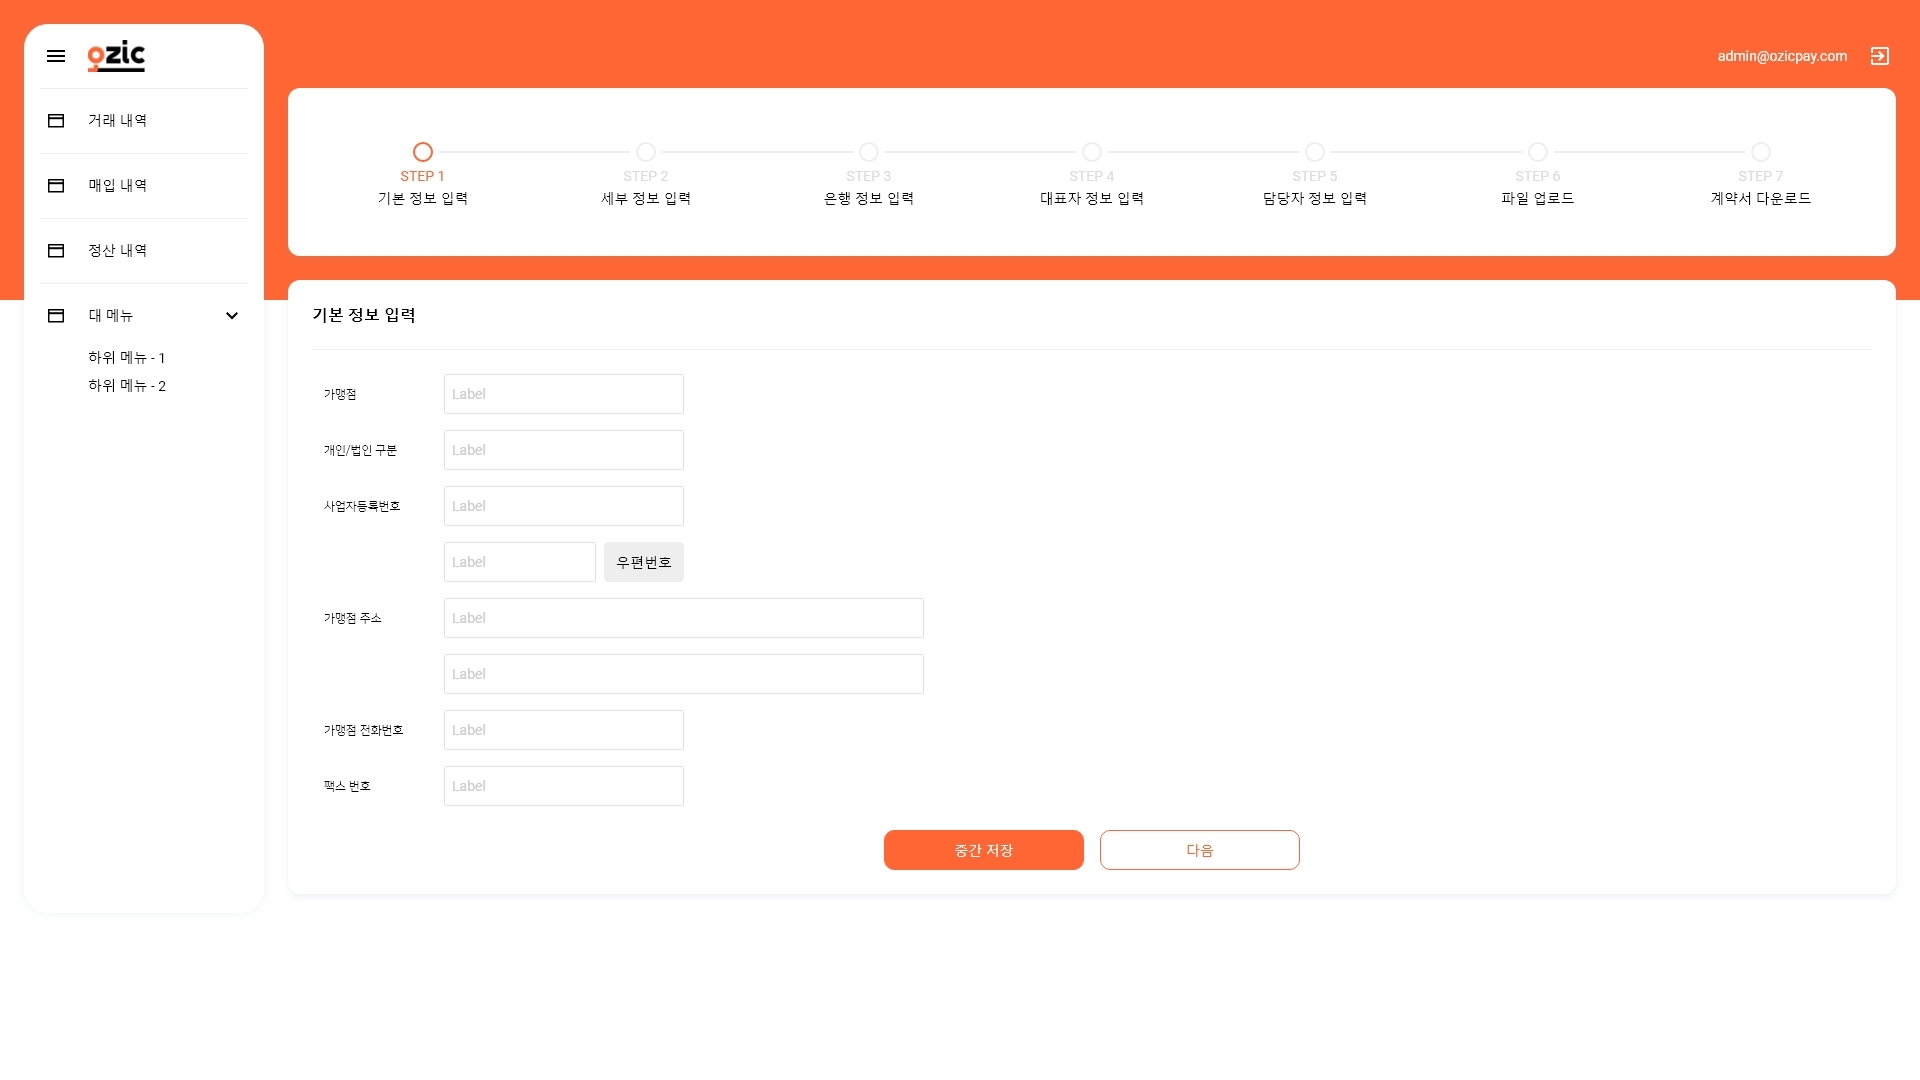 ozic
admin@ozicpay.com
거래 내역
매입 내역
정산 내역
대 메뉴
하위 메뉴 - 1
하위 메뉴 - 2
STEP 1
기본 정보 입력
STEP 2
세부 정보 입력
STEP 3
은행 정보 입력
STEP 4
대표자 정보 입력
STEP 5
담당자 정보 입력
STEP 6
파일 업로드
STEP 7
계약서 다운로드
기본 정보 입력
가맹점 Label
개인/법인 구분 Label
사업자등록번호 Label
Label 우편번호
가맹점 주소 Label
Label
가맹점 전화번호 Label
팩스 번호 Label
중간 저장 다음